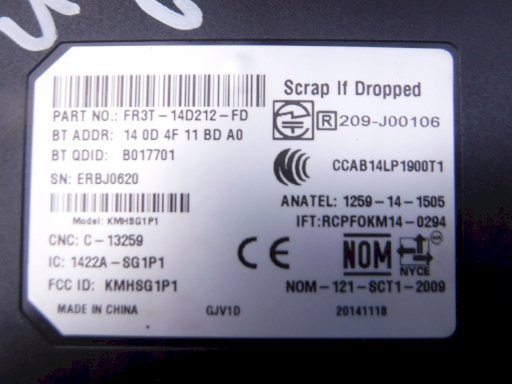 Scrap If Dropped
PART NO.: FR3T-14D212-FD
R 209-J00106
BT ADDR: 14 0D 4F 11 BD A0
BT QDID: B017701
CCAB14LP1900T1
SN: ERBJ0620
ANATEL: 1259-14-1505
Model: KMHSG1P1
IFT:RCPFOKM14-0294
CNC: C-13259
CE
NOM
NYCE
IC: 1422A-SG1P1
FCC ID: KMHSG1P1
NOM-121-SCT1-2009
MADE IN CHINA
GJV1D
20141118